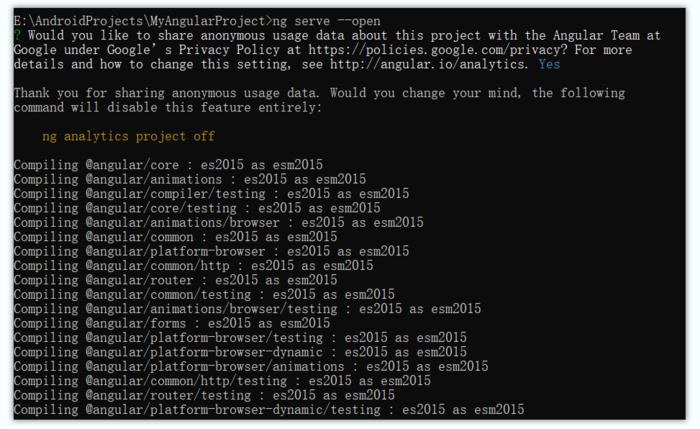 E:\AndroidProjects\MyAngularProject>ng serve --open
? Would you like to share anonymous usage data about this project with the Angular Team at
Google under Google’s Privacy Policy at https://policies.google.com/privacy? For more
details and how to change this setting, see http://angular.io/analytics. Yes
Thank you for sharing anonymous usage data. Would you change your mind, the following
command will disable this feature entirely:
ng analytics project off
Compiling @angular/core : es2015 as esm2015
Compiling @angular/animations : es2015 as esm2015
Compiling @angular/compiler/testing : es2015 as esm2015
Compiling @angular/core/testing : es2015 as esm2015
Compiling @angular/animations/browser : es2015 as esm2015
Compiling @angular/common : es2015 as esm2015
Compiling @angular/platform-browser : es2015 as esm2015
Compiling @angular/common/http : es2015 as esm2015
Compiling @angular/router : es2015 as esm2015
Compiling @angular/common/testing : es2015 as esm2015
Compiling @angular/animations/browser/testing : es2015 as esm2015
Compiling @angular/forms : es2015 as esm2015
Compiling @angular/platform-browser/testing : es2015 as esm2015
Compiling @angular/platform-browser-dynamic : es2015 as esm2015
Compiling @angular/platform-browser/animations : es2015 as esm2015
Compiling @angular/common/http/testing : es2015 as esm2015
Compiling @angular/router/testing : es2015 as esm2015
Compiling @angular/platform-browser-dynamic/testing : es2015 as esm2015